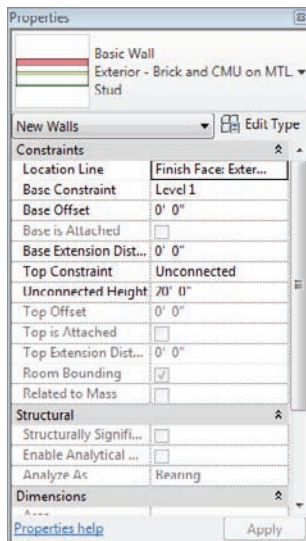 Properties
Basic Wall
Exterior - Brick and CMU on MTL.
Stud
New Walls
Edit Type
Constraints
Location Line Finish Face: Exter...
Base Constraint Level 1
Base Offset 0' 0"
Base is Attached
Base Extension Dist... 0' 0"
Top Constraint Unconnected
Unconnected Height 20' 0"
Top Offset 0' 0"
Top is Attached
Top Extension Dist... 0' 0"
Room Bounding
Related to Mass
Structural
Structurally Signifi...
Enable Analytical ...
Analyze As Bearing
Dimensions
Properties help Apply